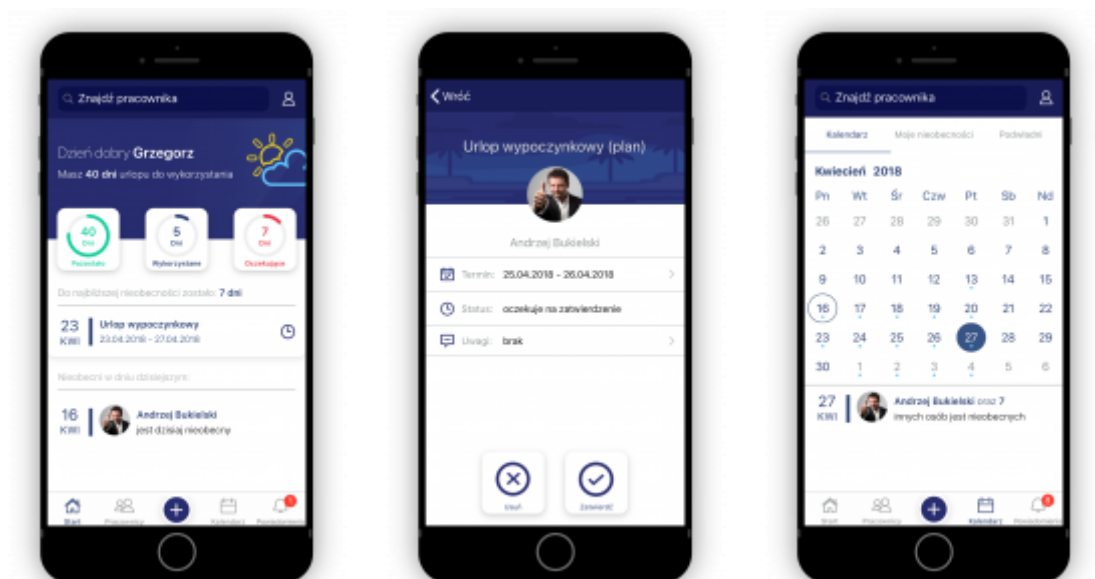 Znajdź pracownika
Dzień dobry Grzegorz
Masz 40 dni urlopu do wykorzystania
40
Dni
Pozostało
5
Dni
Wykorzystane
7
Dni
Oczekujące
Do najbliższej nieobecności zostało: 7 dni
23
KWI
Urlop wypoczynkowy
23.04.2018 - 27.04.2018
Nieobecni w dniu dzisiejszym:
16
KWI
Andrzej Bukielski
jest dzisiaj nieobecny
1
Start
Pracownicy
Kalendarz
Powiadomienia
Wróć
Urlop wypoczynkowy (plan)
Andrzej Bukielski
Termin: 25.04.2018 - 26.04.2018
Status: oczekuje na zatwierdzenie
Uwagi: brak
Usuń
Zatwierdź
Znajdź pracownika
Kalendarz Moje nieobecności Podwładni
Kwiecień 2018
Pn Wt Śr Czw Pt Sb Nd
26 27 28 29 30 31 1
2 3 4 5 6 7 8
9 10 11 12 13 14 15
16 17 18 19 20 21 22
23 24 25 26 27 28 29
30 1 2 3 4 5 6
27
KWI
Andrzej Bukielski oraz 7
innych osób jest nieobecnych
Start
Pracownicy
Kalendarz
Powiadomienia